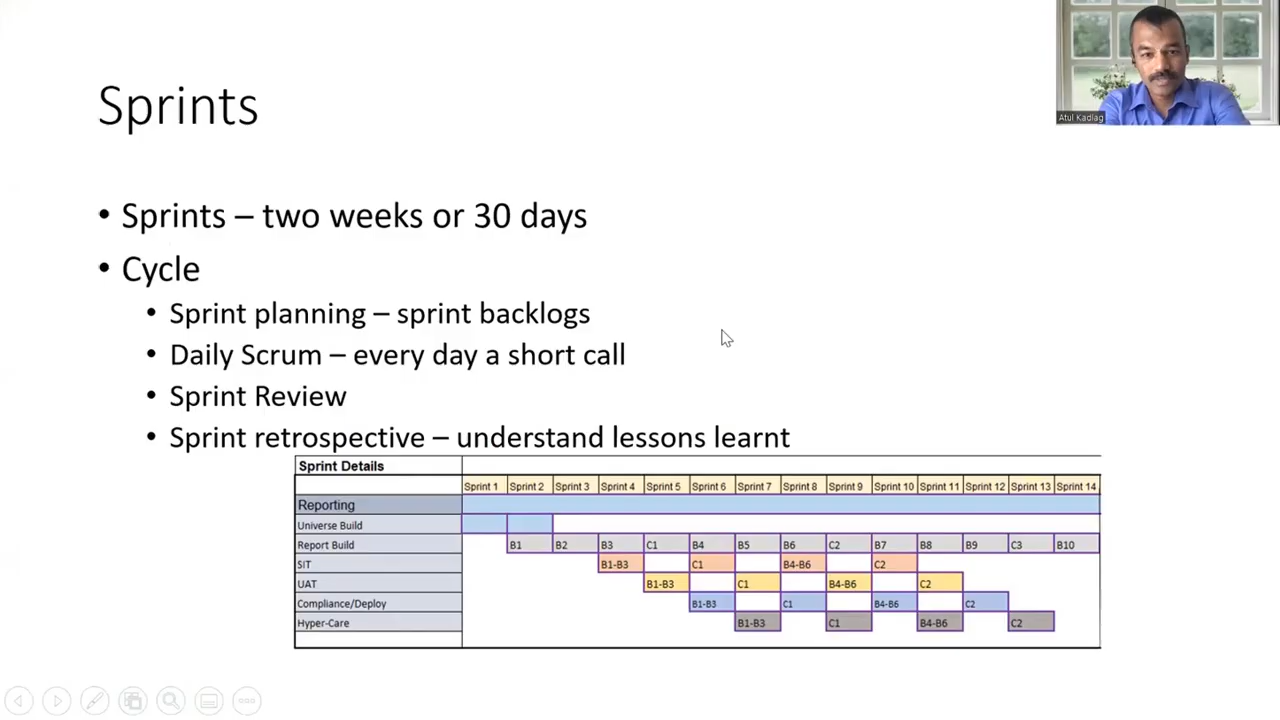 Atul Kadlag
Sprints
• Sprints – two weeks or 30 days
• Cycle
• Sprint planning – sprint backlogs
• Daily Scrum – every day a short call
• Sprint Review
• Sprint retrospective – understand lessons learnt
Sprint Details
Sprint 1 Sprint 2 Sprint 3 Sprint 4 Sprint 5 Sprint 6 Sprint 7 Sprint 8 Sprint 9 Sprint 10 Sprint 11 Sprint 12 Sprint 13 Sprint 14
Reporting
Universe Build
Report Build B1 B2 B3 C1 B4 B5 B6 C2 B7 B8 B9 C3 B10
SIT B1-B3 C1 B4-B6 C2
UAT B1-B3 C1 B4-B6 C2
Compliance/Deploy B1-B3 C1 B4-B6 C2
Hyper-Care B1-B3 C1 B4-B6 C2